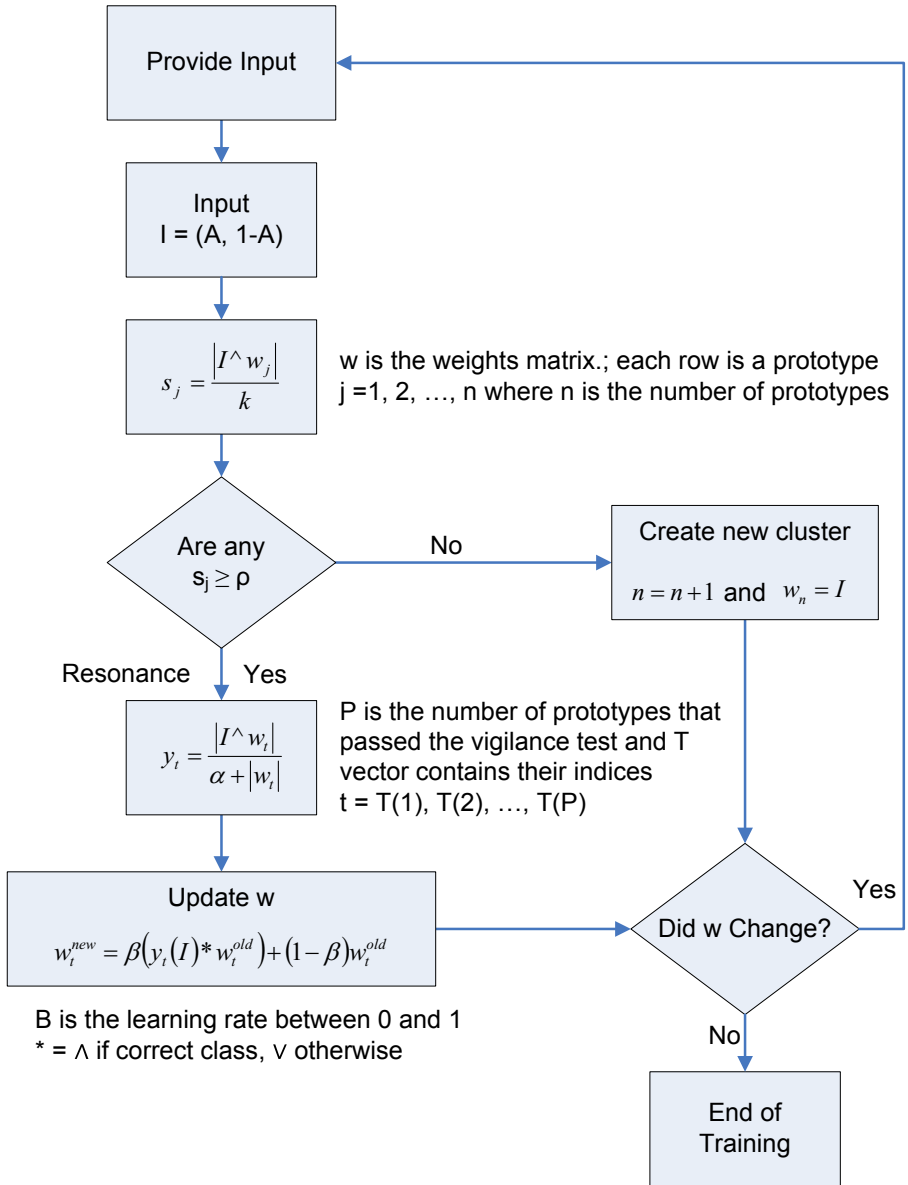 Provide Input
Input
I = (A, 1-A)
s_j = |I ^ w_j| / k
w is the weights matrix.; each row is a prototype
j =1, 2, …, n where n is the number of prototypes
Are any
s_j ≥ ρ
No
Create new cluster
n = n+1 and w_n = I
Resonance
Yes
y_t = |I ^ w_t| / α + |w_t|
P is the number of prototypes that
passed the vigilance test and T
vector contains their indices
t = T(1), T(2), …, T(P)
Update w
w_t^new = β(y_t(I)* w_t^old)+(1−β)w_t^old
Did w Change?
Yes
B is the learning rate between 0 and 1
* = ∧ if correct class, ∨ otherwise
No
End of
Training